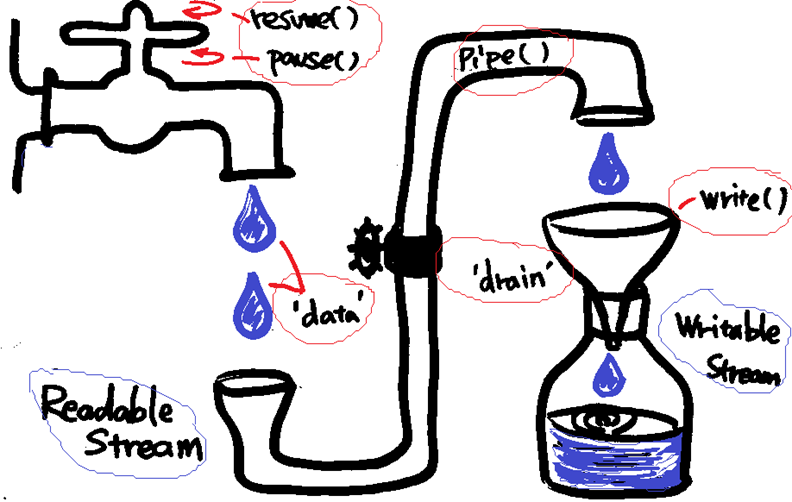 resume()
pause()
Pipe()
write()
'drain'
'data'
Writable
Stream
Readable
Stream